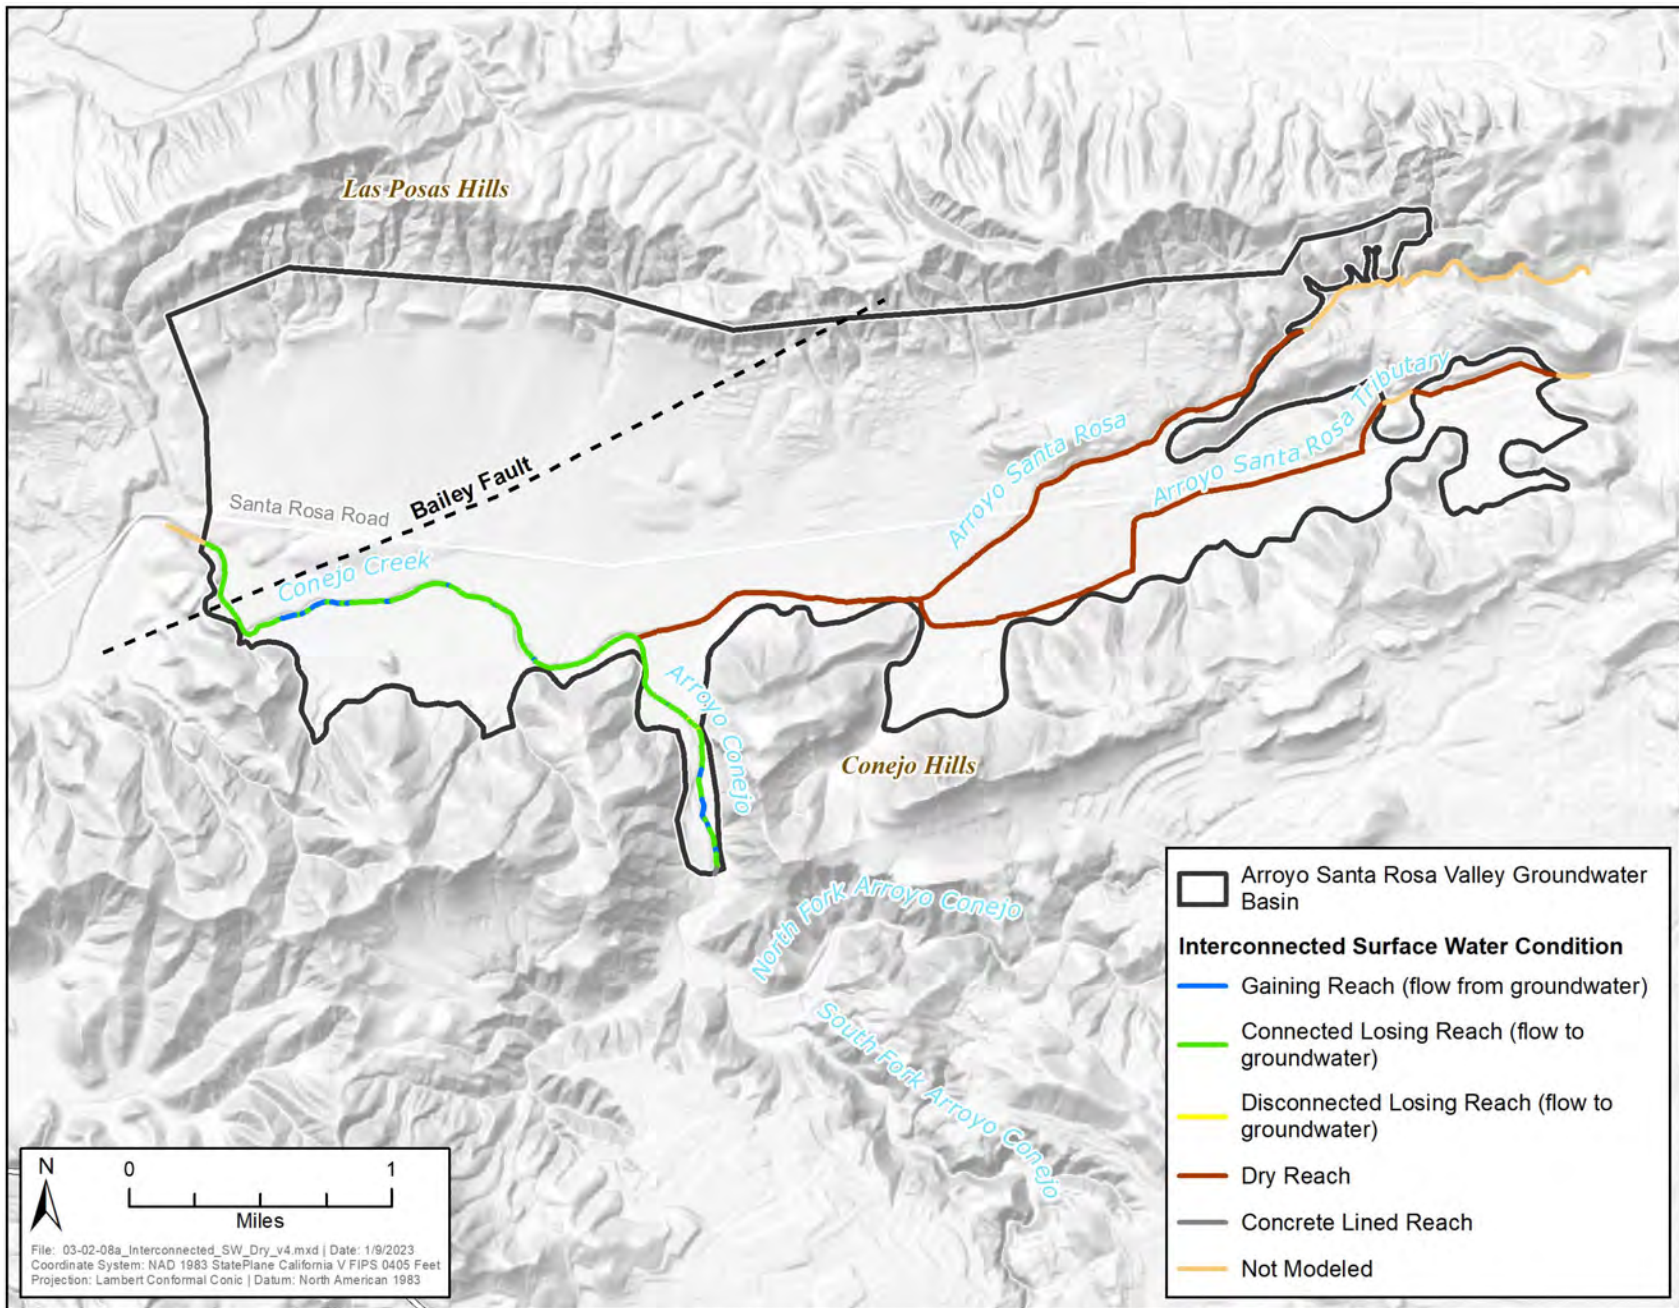 Las Posas Hills
Arroyo Santa Rosa Tributary
Arroyo Santa Rosa
Bailey Fault
Santa Rosa Road
Conejo Creek
Arroyo Conejo
Conejo Hills
North Fork Arroyo Conejo
South Fork Arroyo Conejo
Arroyo Santa Rosa Valley Groundwater
Basin
Interconnected Surface Water Condition
Gaining Reach (flow from groundwater)
Connected Losing Reach (flow to
groundwater)
Disconnected Losing Reach (flow to
groundwater)
Dry Reach
Concrete Lined Reach
Not Modeled
N
0 1
Miles
File: 03-02-08a_Interconnected_SW_Dry_v4.mxd | Date: 1/9/2023
Coordinate System: NAD 1983 StatePlane California V FIPS 0405 Feet
Projection: Lambert Conformal Conic | Datum: North American 1983